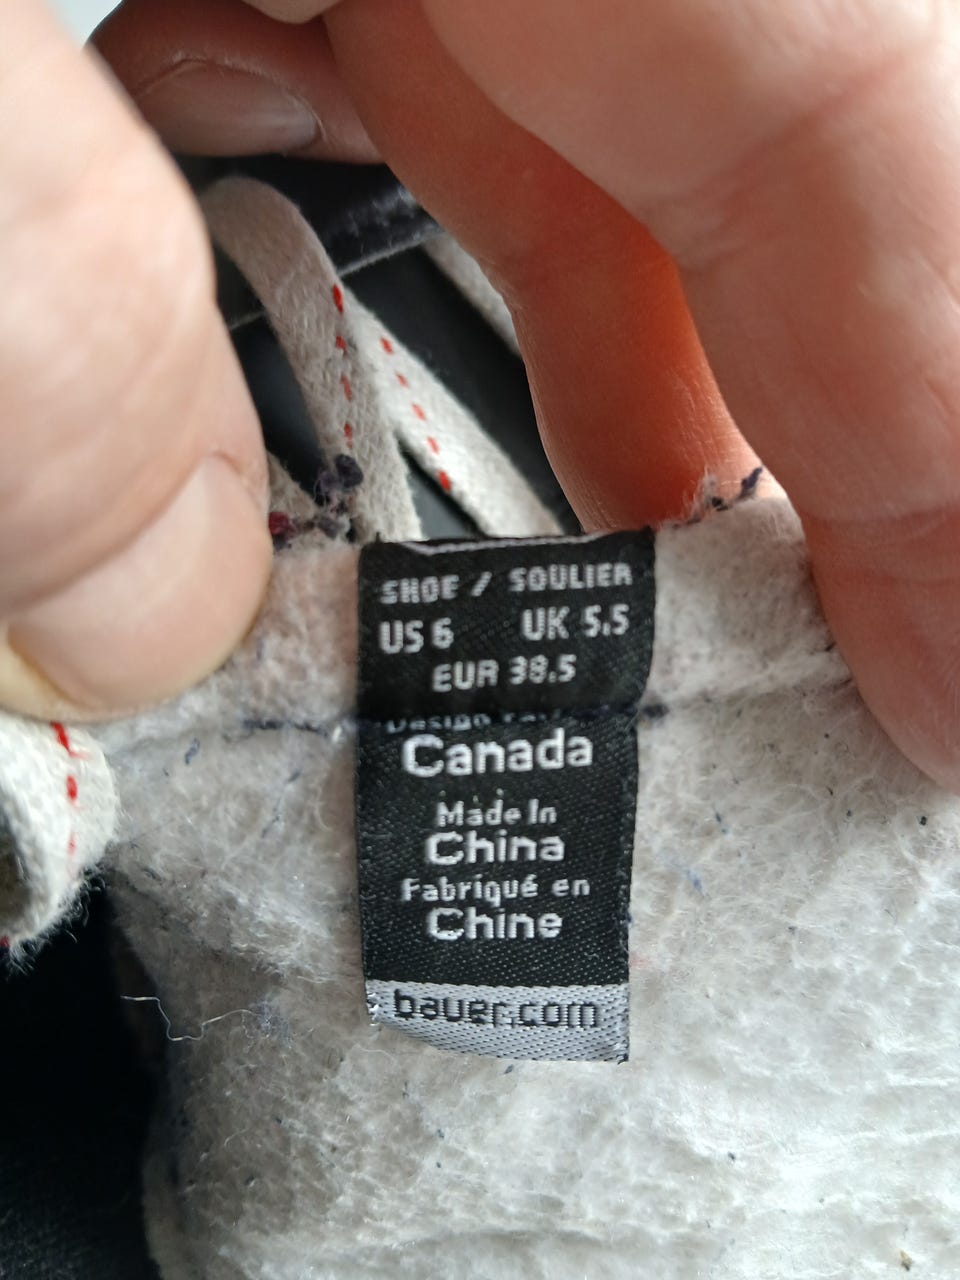 SHOE / SOULIER
US 6 UK 5.5
EUR 38.5
Design
Canada
Made In
China
Fabriqué en
Chine
bauer.com